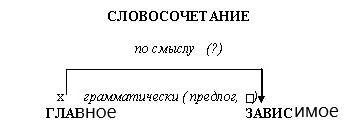 СЛОВОСОЧЕТАНИЕ
по смыслу (?)
х грамматически ( предлог, □)
ГЛАВНое ЗАВИСимое